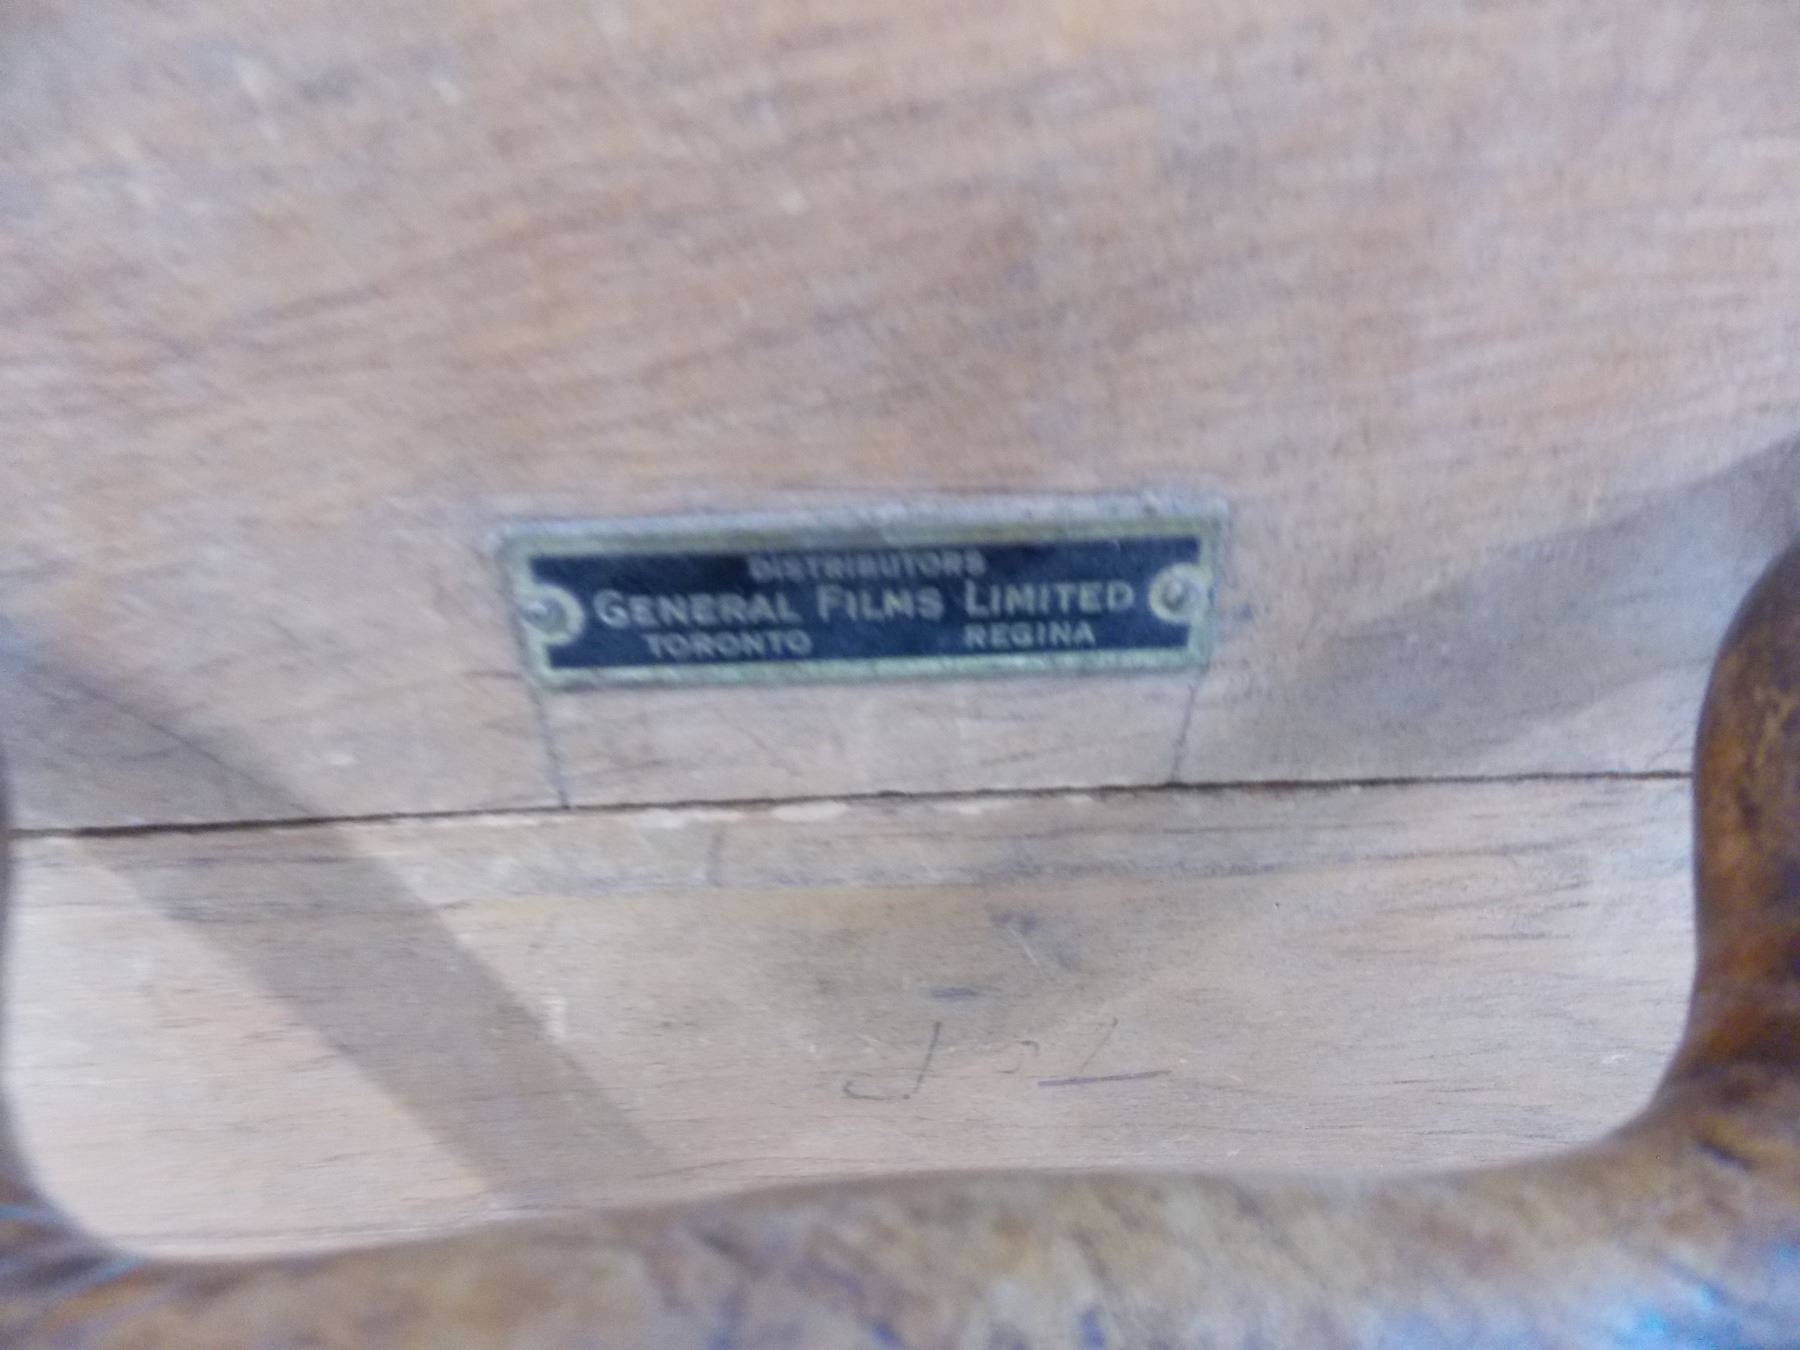 DISTRIBUTORS
GENERAL FILMS LIMITED
TORONTO REGINA